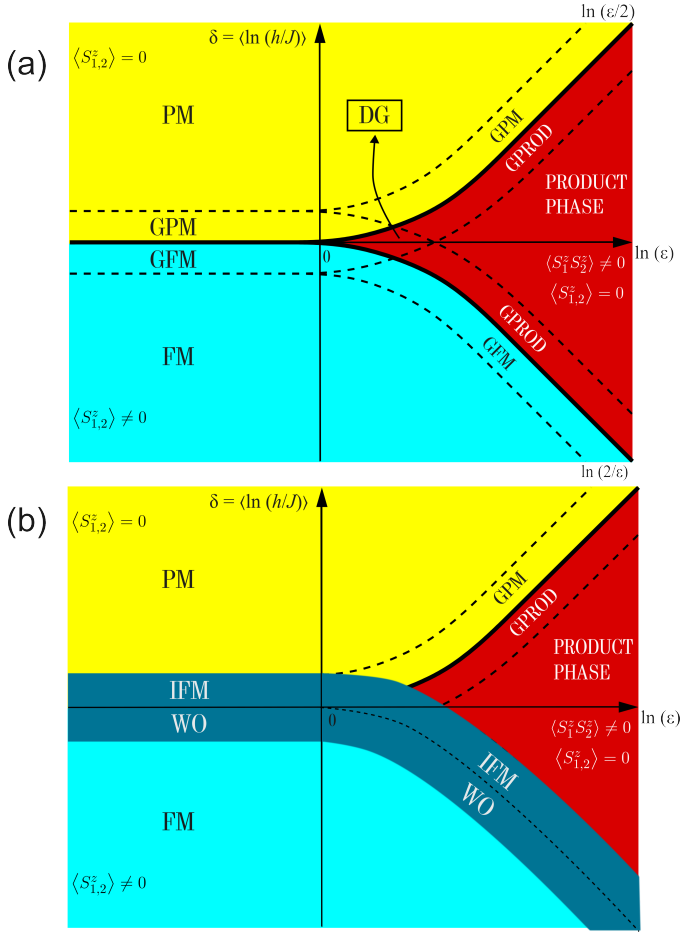 (a)
ln (ε/2)
δ = ⟨ln (h/J)⟩
⟨S^z_{1,2}⟩ = 0
PM
DG
GPM
GPROD
PRODUCT
PHASE
GPM
GFM
0
ln (ε)
⟨S^z_1 S^z_2⟩ ≠ 0
⟨S^z_{1,2}⟩ = 0
FM
GPROD
GFM
⟨S^z_{1,2}⟩ ≠ 0
ln (2/ε)
(b)
δ = ⟨ln (h/J)⟩
⟨S^z_{1,2}⟩ = 0
PM
GPM
GPROD
PRODUCT
PHASE
IFM
WO
0
ln (ε)
⟨S^z_1 S^z_2⟩ ≠ 0
⟨S^z_{1,2}⟩ = 0
IFM
WO
FM
⟨S^z_{1,2}⟩ ≠ 0